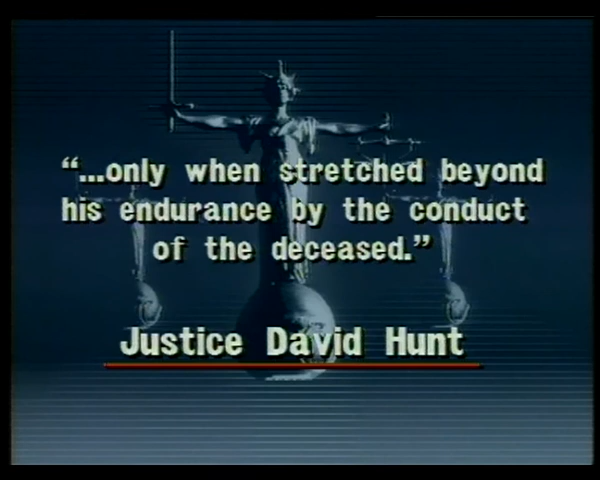 “...only when stretched beyond
his endurance by the conduct
of the deceased.”
Justice David Hunt